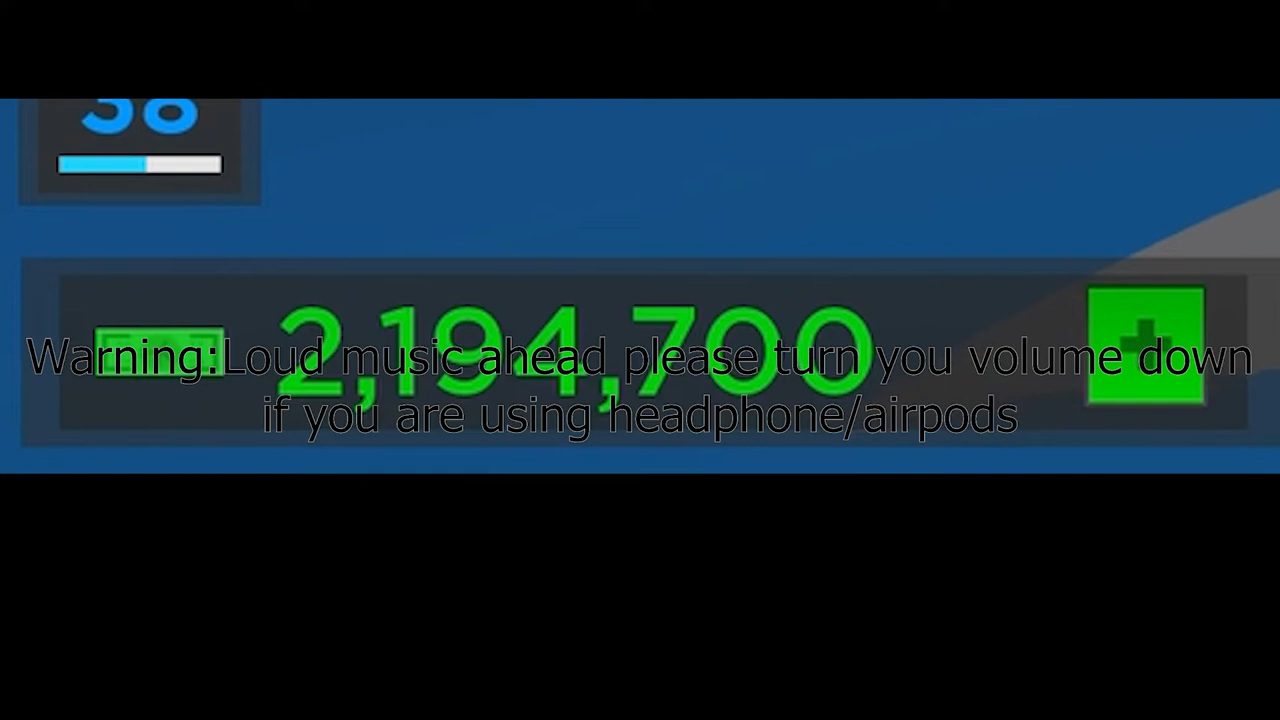 38
2,194,700
Warning:Loud music ahead please turn you volume down
if you are using headphone/airpods